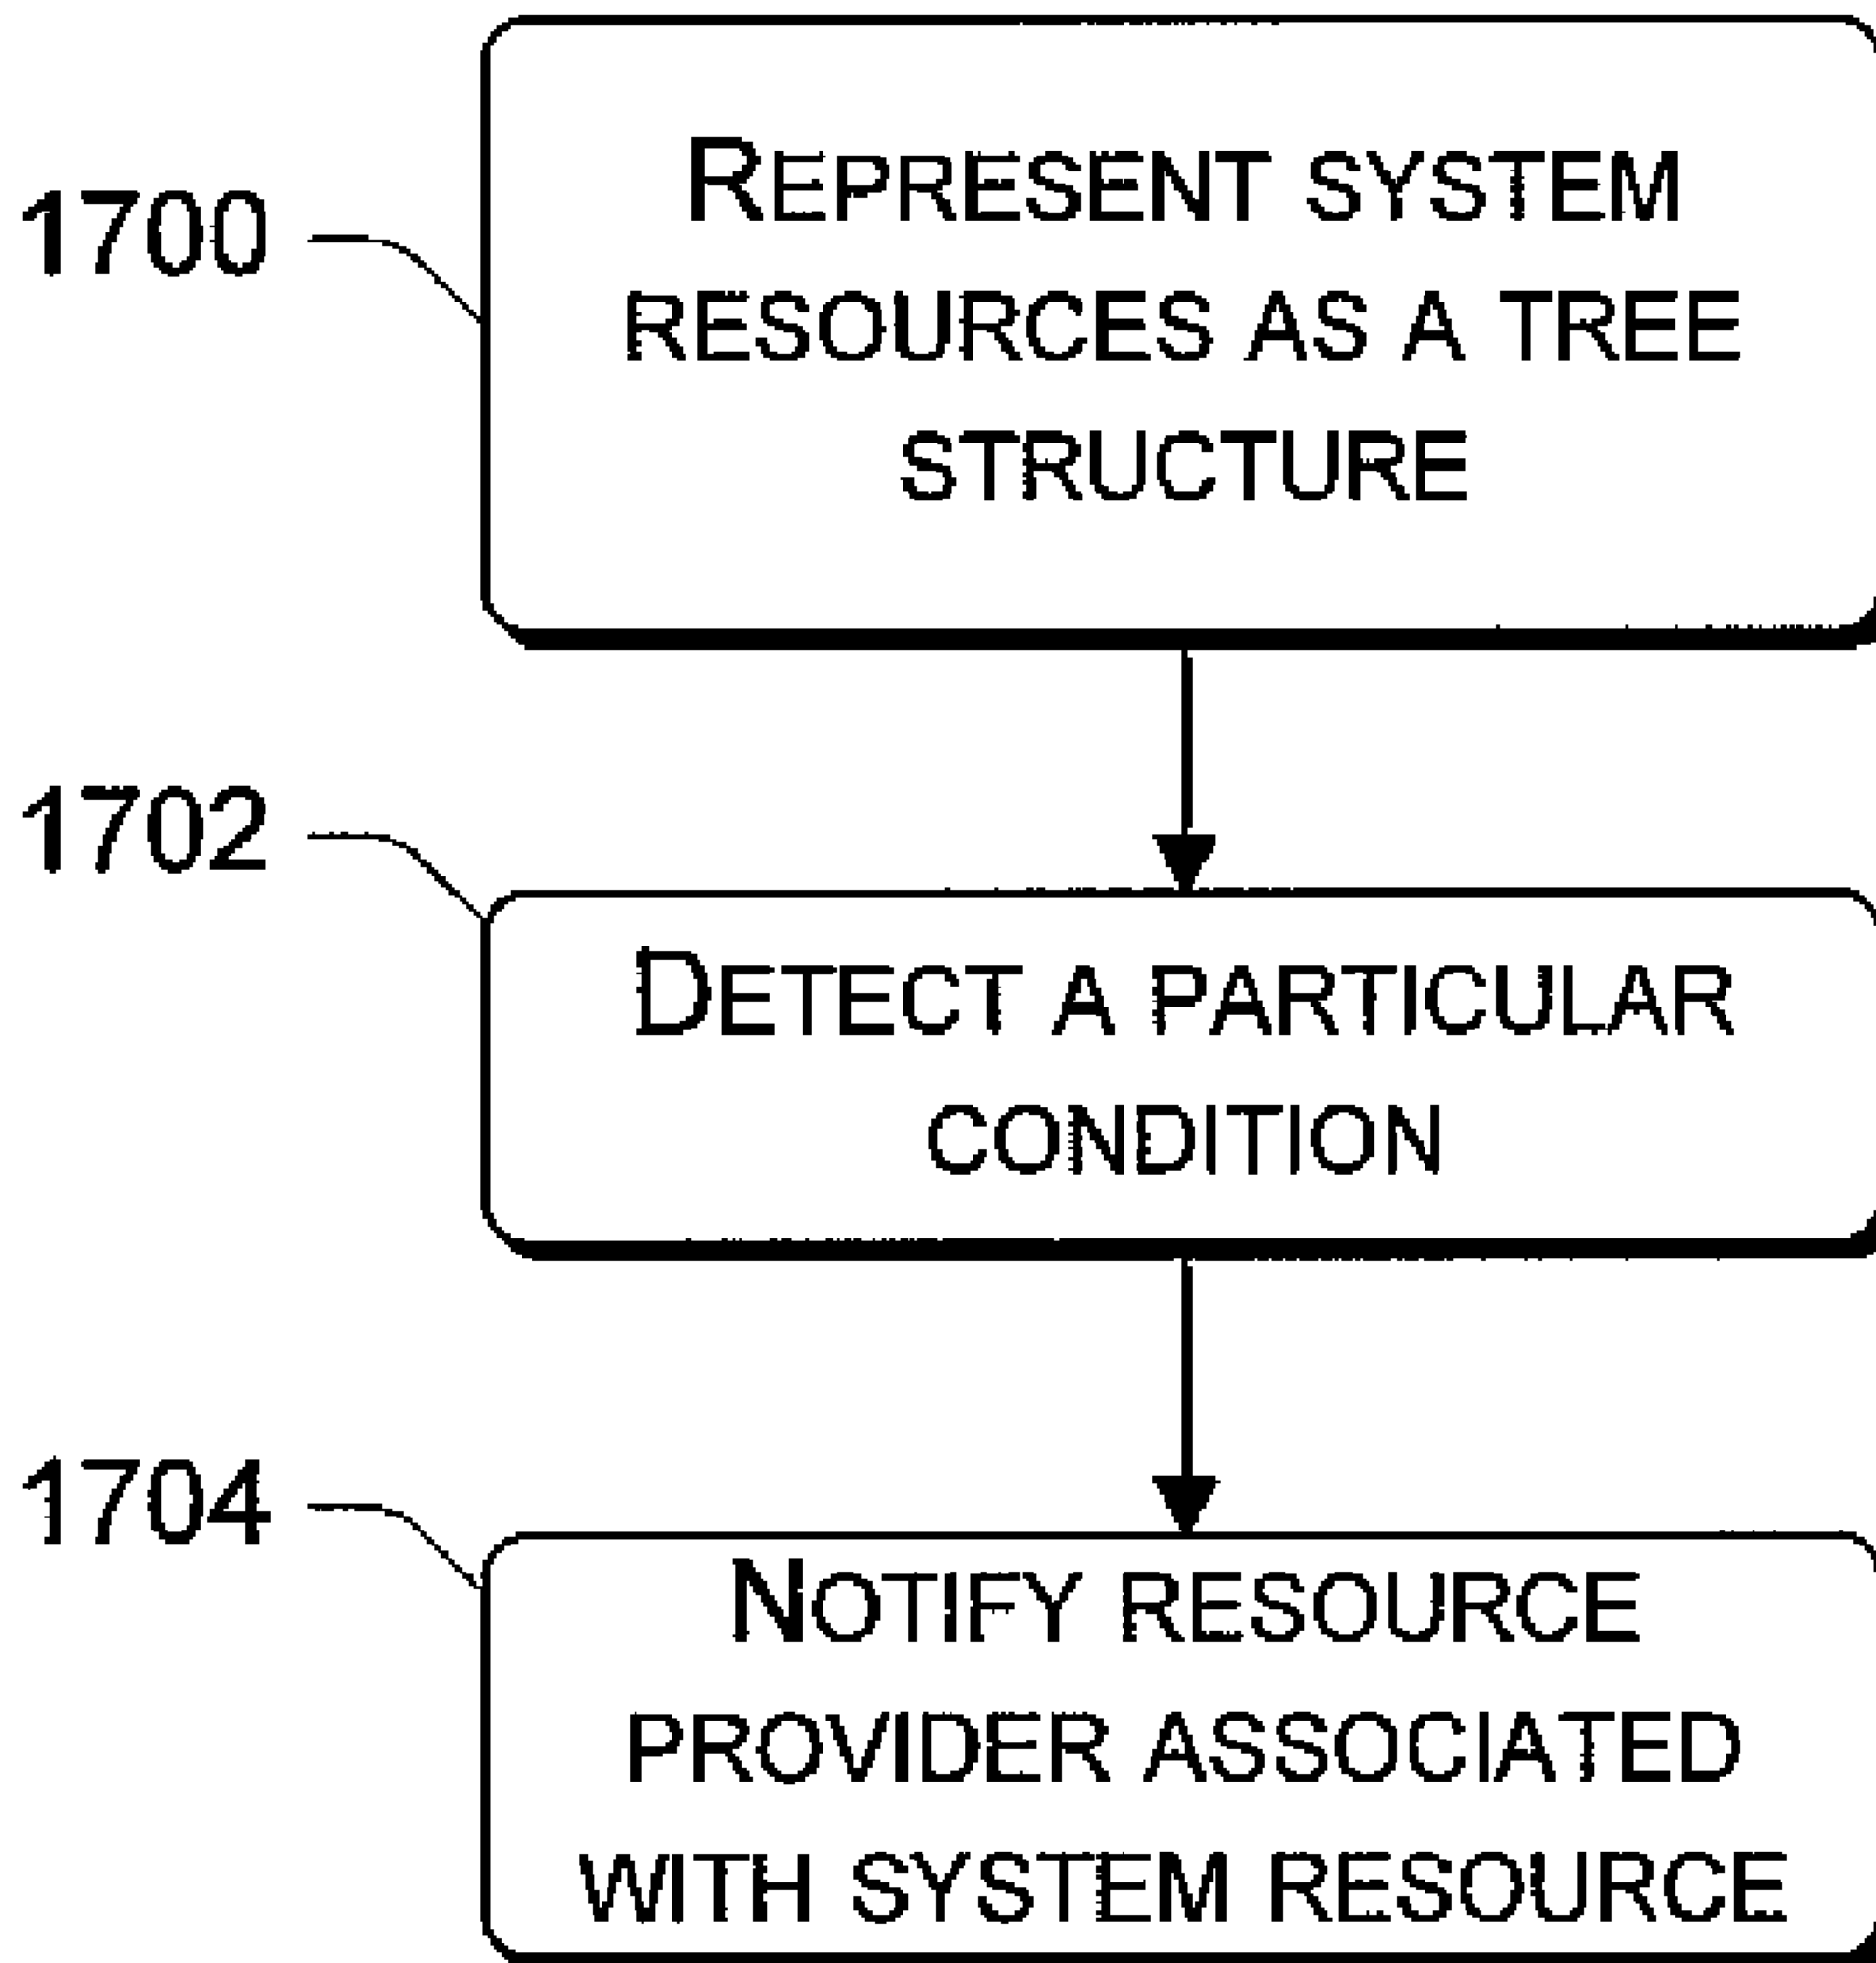 1700
REPRESENT SYSTEM
RESOURCES AS A TREE
STRUCTURE
1702
DETECT A PARTICULAR
CONDITION
1704
NOTIFY RESOURCE
PROVIDER ASSOCIATED
WITH SYSTEM RESOURCE